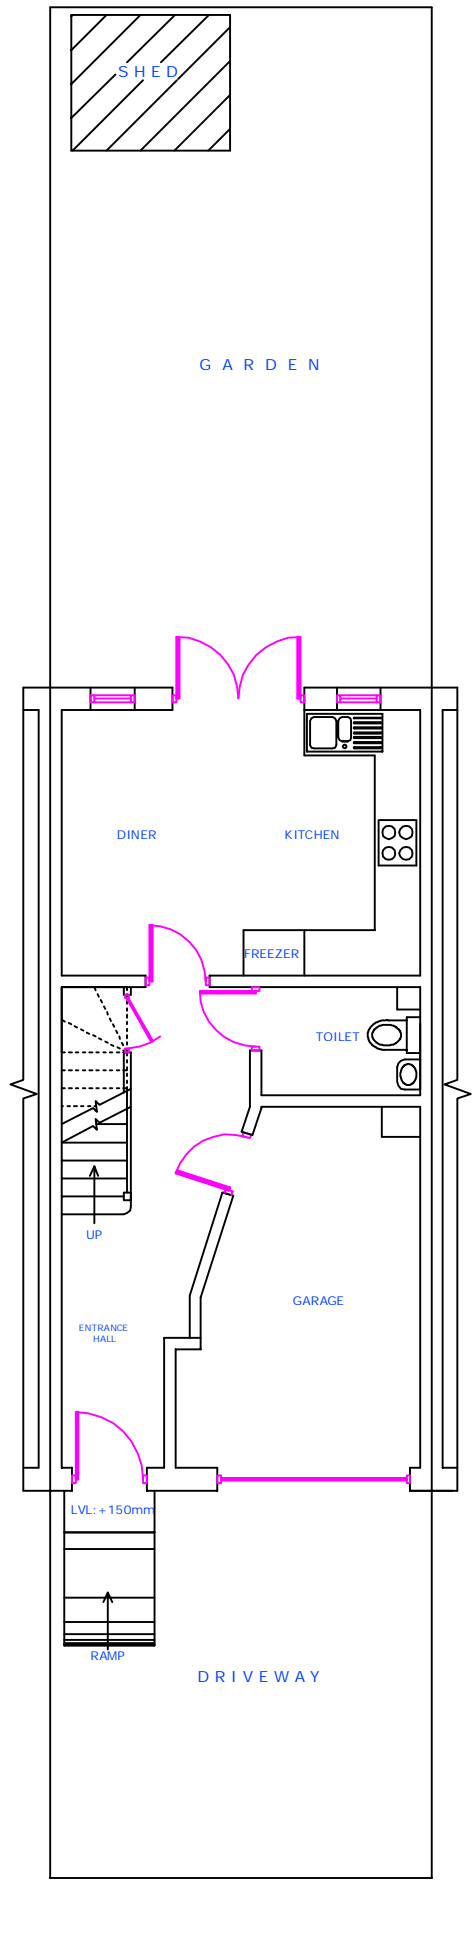 SHED
GARDEN
DINER
KITCHEN
FREEZER
TOILET
UP
GARAGE
ENTRANCE
HALL
LVL: +150mm
RAMP
DRIVEWAY